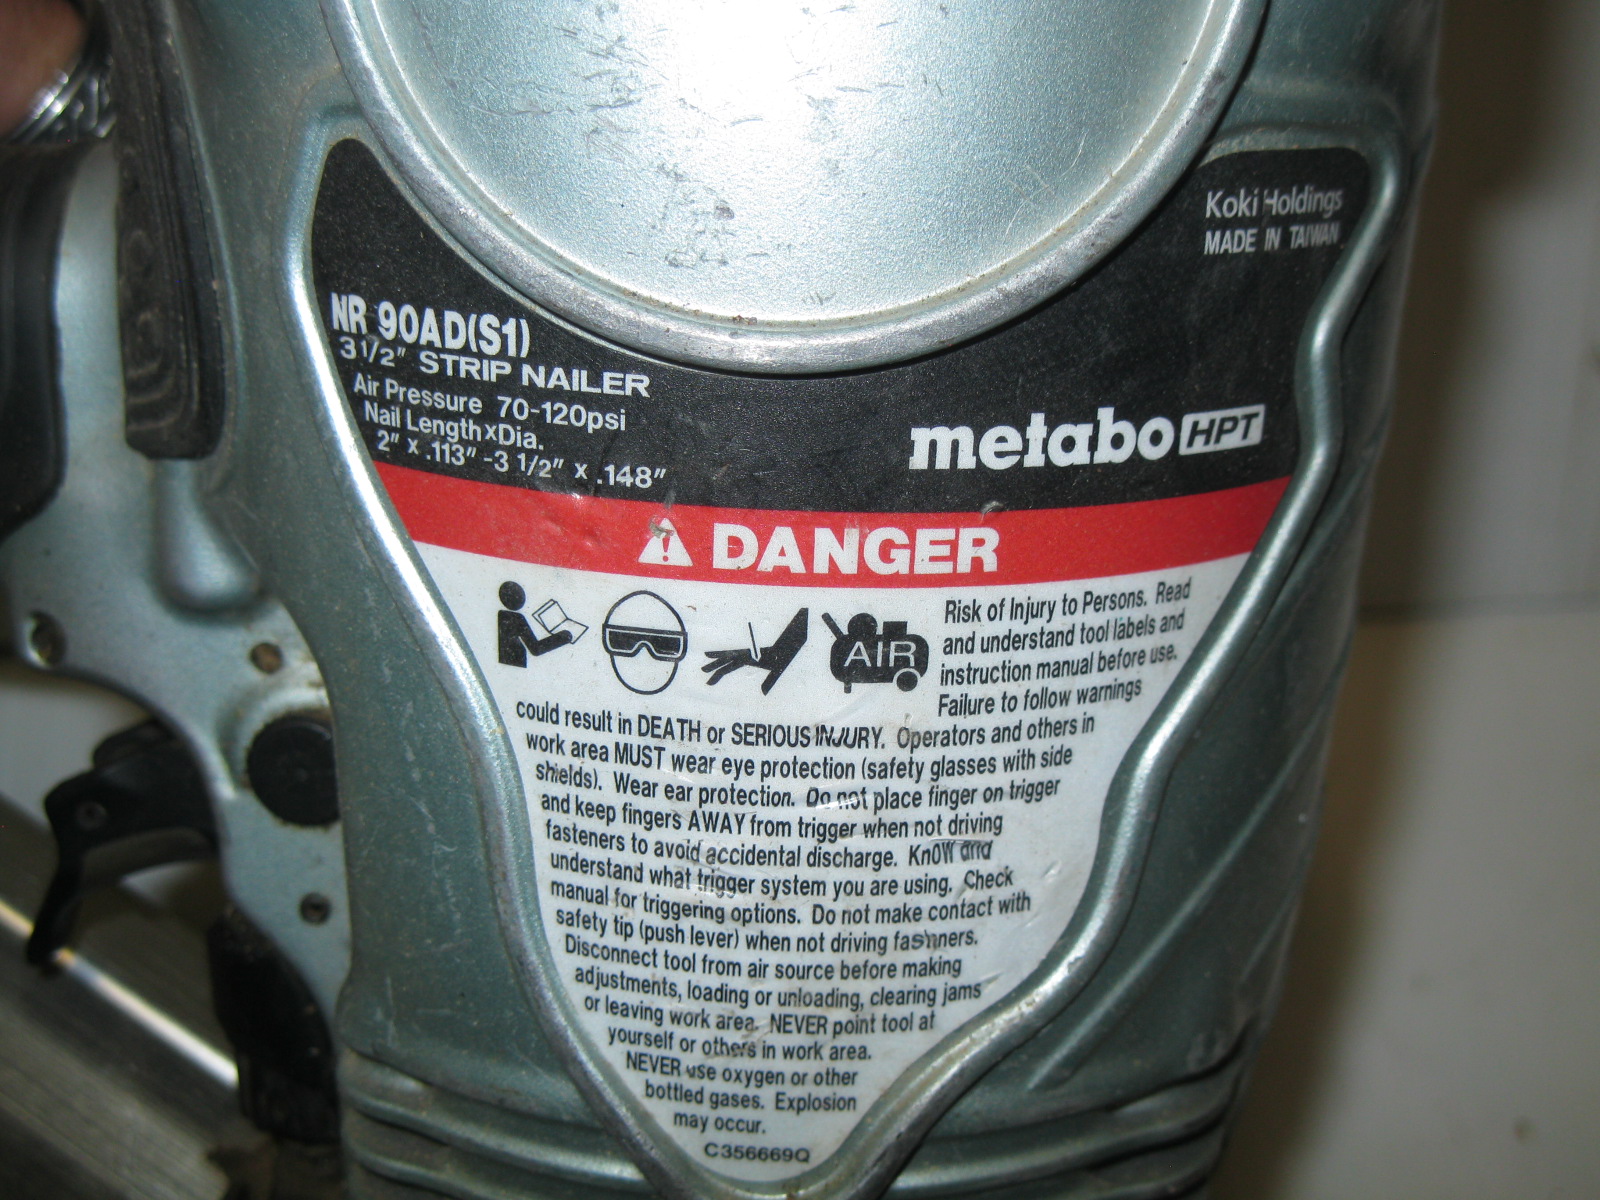 Koki Holdings
MADE IN TAIWAN
NR 90AD(S1)
3 1/2" STRIP NAILER
Air Pressure 70-120psi
Nail Length x Dia.
2" x .113" -3 1/2" x .148"
metabo HPT
DANGER
AIR
Risk of Injury to Persons. Read
and understand tool labels and
instruction manual before use.
Failure to follow warnings
could result in DEATH or SERIOUS INJURY. Operators and others in
work area MUST wear eye protection (safety glasses with side
shields). Wear ear protection. Do not place finger on trigger
and keep fingers AWAY from trigger when not driving
fasteners to avoid accidental discharge. Know and
understand what trigger system you are using. Check
manual for triggering options. Do not make contact with
safety tip (push lever) when not driving fasteners.
Disconnect tool from air source before making
adjustments, loading or unloading, clearing jams
or leaving work area. NEVER point tool at
yourself or others in work area.
NEVER use oxygen or other
bottled gases. Explosion
may occur.
C356669Q